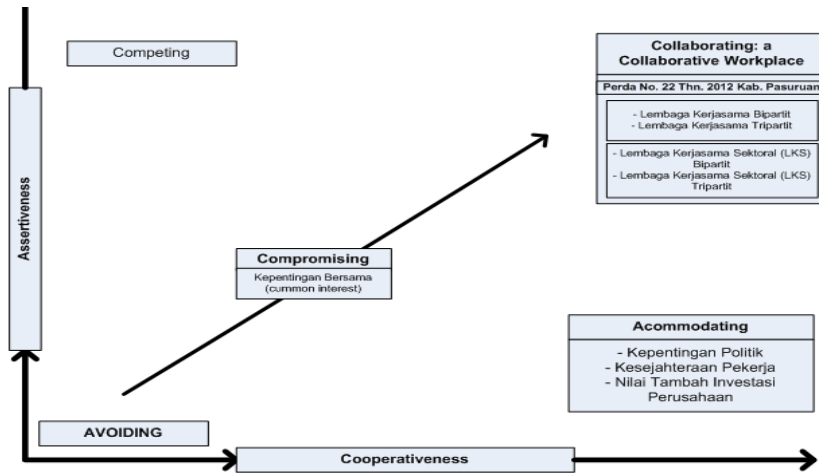 Competing
Collaborating: a
Collaborative Workplace
Perda No. 22 Thn. 2012 Kab. Pasuruan
- Lembaga Kerjasama Bipartit
- Lembaga Kerjasama Tripartit
- Lembaga Kerjasama Sektoral (LKS)
Bipartit
- Lembaga Kerjasama Sektoral (LKS)
Tripartit
Assertiveness
Compromising
Kepentingan Bersama
(cummon interest)
Acommodating
- Kepentingan Politik
- Kesejahteraan Pekerja
- Nilai Tambah Investasi
Perusahaan
AVOIDING
Cooperativeness